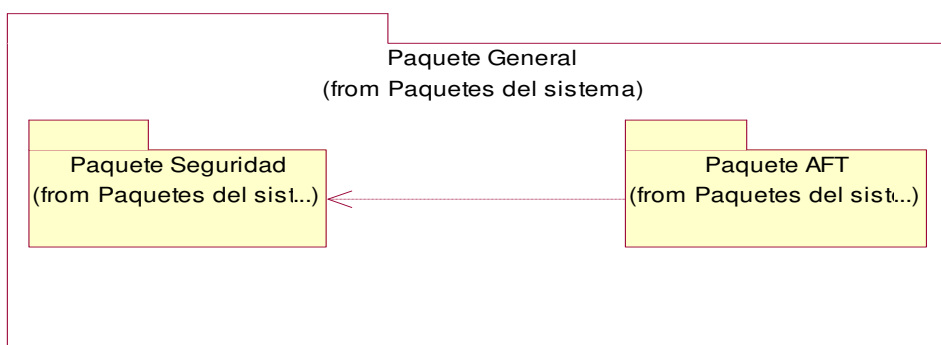 Paquete General
(from Paquetes del sistema)
Paquete Seguridad
(from Paquetes del sist...)
Paquete AFT
(from Paquetes del sist...)